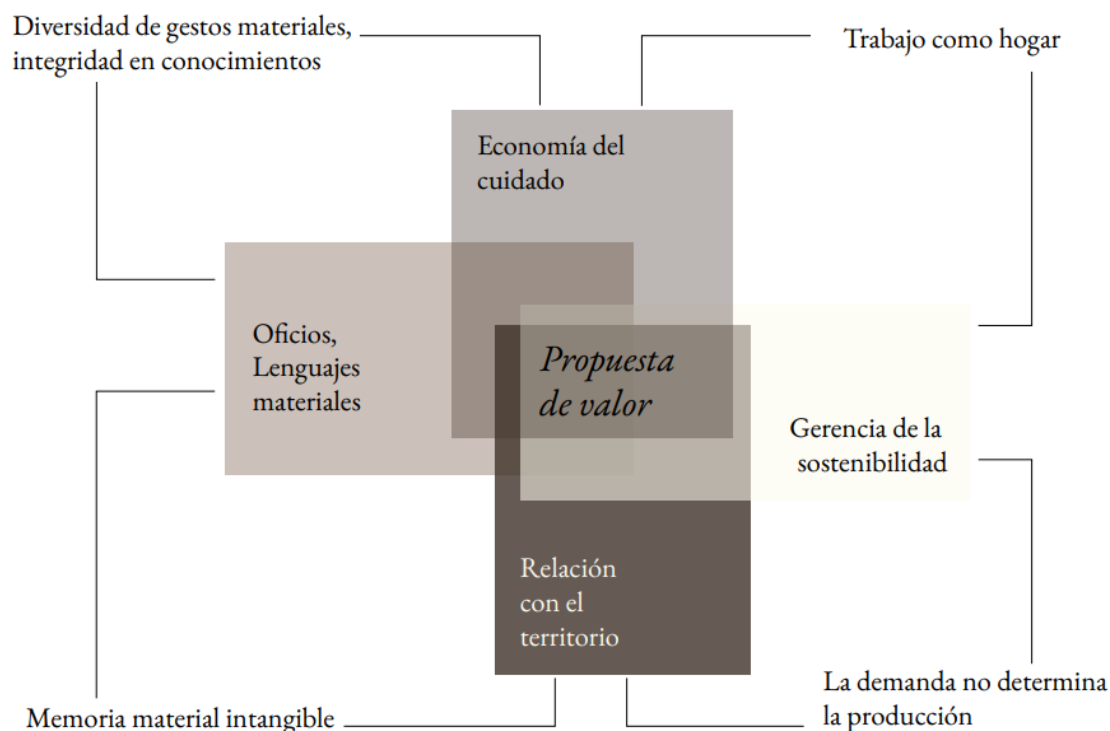 Diversidad de gestos materiales,
integridad en conocimientos
Trabajo como hogar
Economía del
cuidado
Oficios,
Lenguajes
materiales
Propuesta
de valor
Gerencia de la
sostenibilidad
Relación
con el
territorio
Memoria material intangible
La demanda no determina
la producción